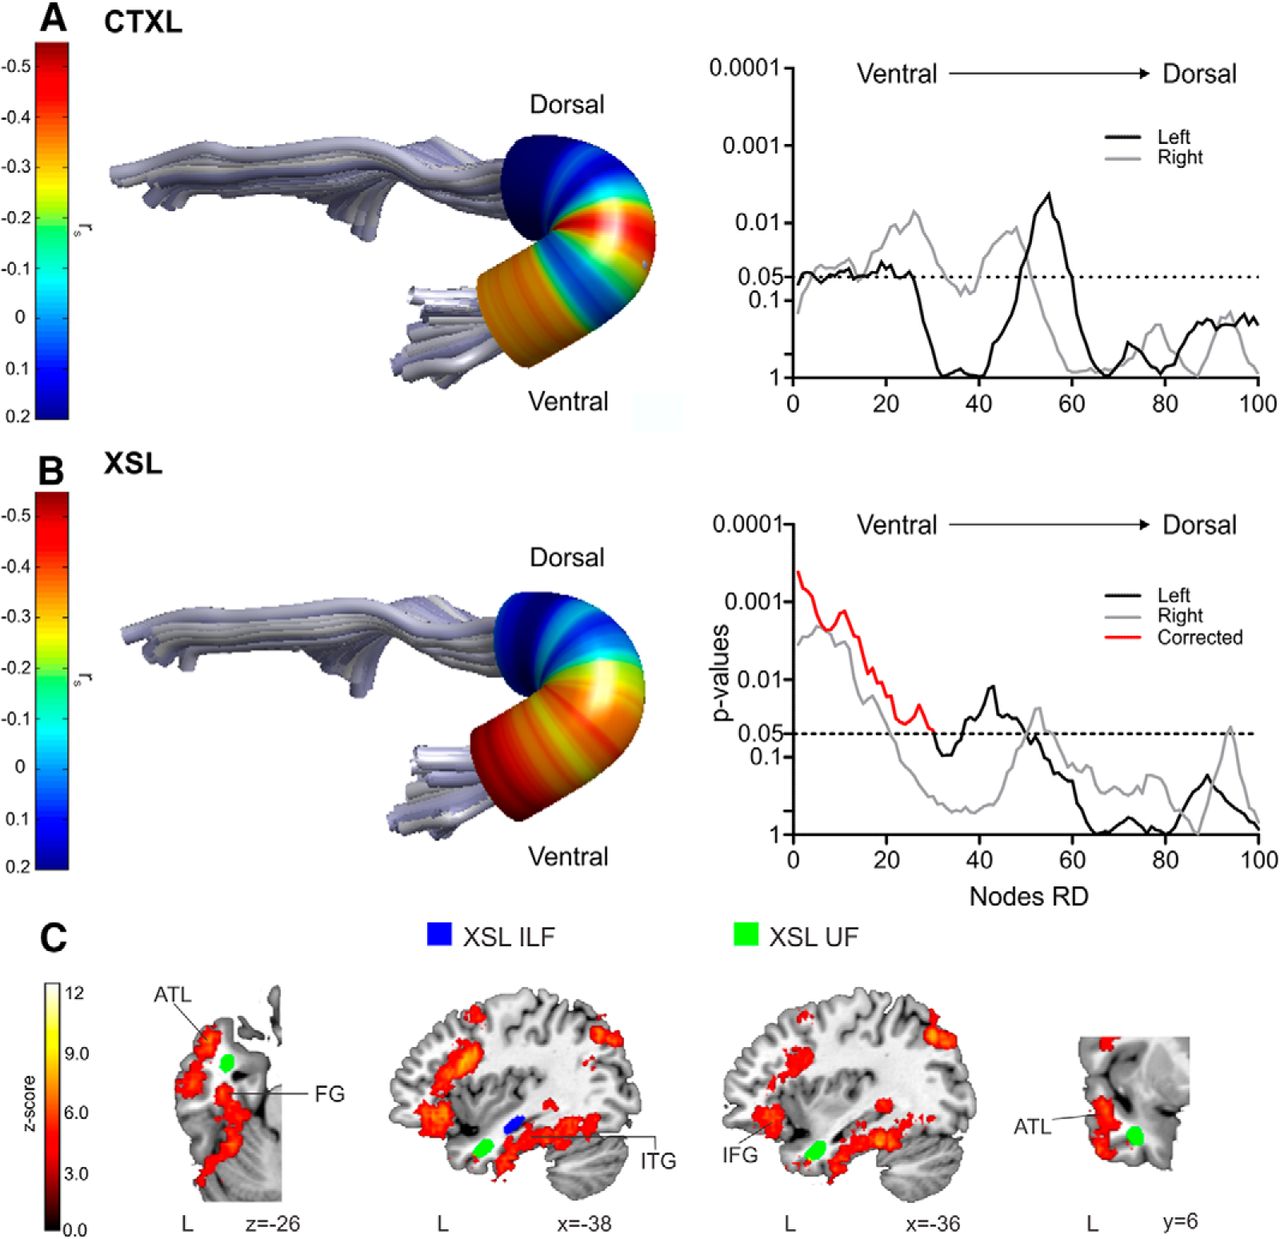 A
CTXL
-0.5
-0.4
-0.3
-0.2
-0.1
0
0.1
0.2
rs
Dorsal
Ventral
0.0001
0.001
0.01
0.05
0.1
1
Ventral
Dorsal
Left
Right
0 20 40 60 80 100
B
XSL
-0.5
-0.4
-0.3
-0.2
-0.1
0
0.1
0.2
rs
Dorsal
Ventral
p-values
0.0001
0.001
0.01
0.05
0.1
1
Ventral
Dorsal
Left
Right
Corrected
0 20 40 60 80 100
Nodes RD
C
XSL ILF
XSL UF
z-score
12
9.0
6.0
3.0
0.0
ATL
FG
ITG
IFG
ATL
L z=-26
L x=-38
L x=-36
L y=6